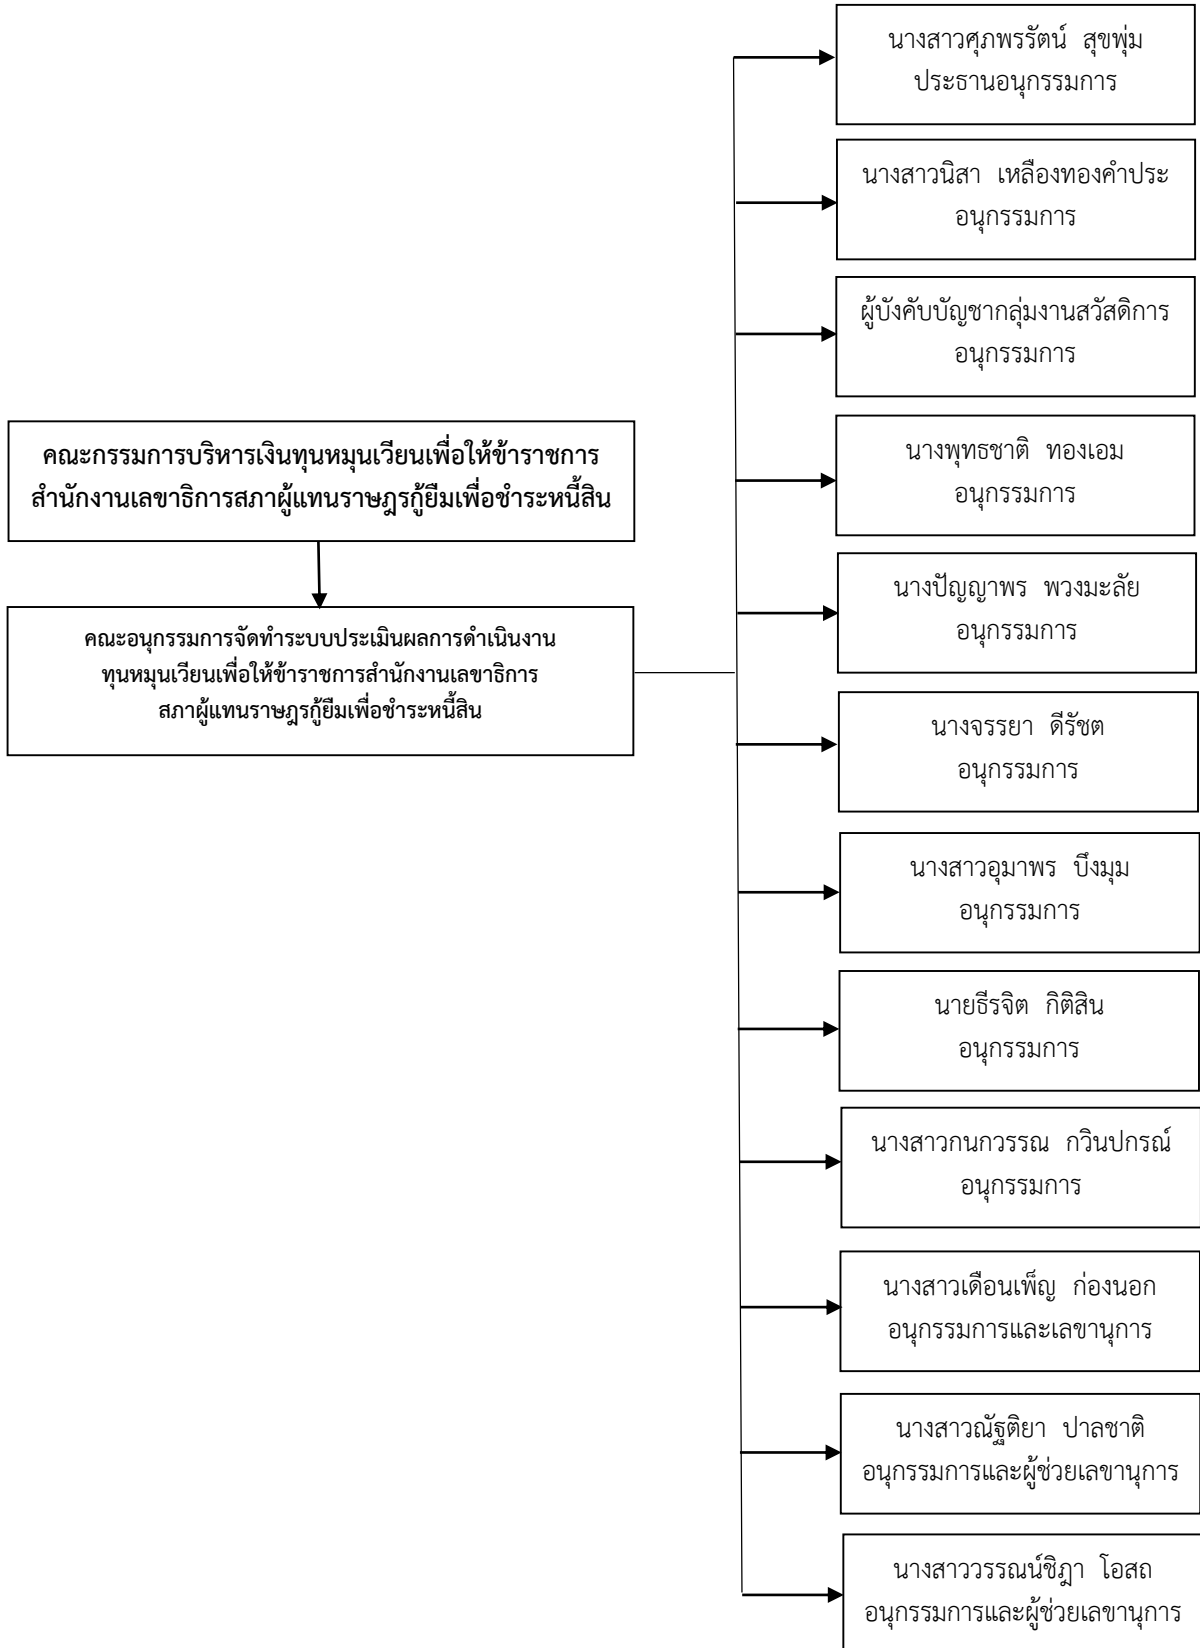 คณะกรรมการบริหารเงินทุนหมุนเวียนเพื่อให้ข้าราชการ
สำนักงานเลขาธิการสภาผู้แทนราษฎรกู้ยืมเพื่อชำระหนี้สิน
คณะอนุกรรมการจัดทำระบบประเมินผลการดำเนินงาน
ทุนหมุนเวียนเพื่อให้ข้าราชการสำนักงานเลขาธิการ
สภาผู้แทนราษฎรกู้ยืมเพื่อชำระหนี้สิน
นางสาวศุภพรรัตน์ สุขพุ่ม
ประธานอนุกรรมการ
นางสาวนิสา เหลืองทองคำประ
อนุกรรมการ
ผู้บังคับบัญชากลุ่มงานสวัสดิการ
อนุกรรมการ
นางพุทธชาติ ทองเอม
อนุกรรมการ
นางปัญญาพร พวงมะลัย
อนุกรรมการ
นางจรรยา ดีรัชต
อนุกรรมการ
นางสาวอุมาพร บึงมุม
อนุกรรมการ
นายธีรจิต กิติสิน
อนุกรรมการ
นางสาวกนกวรรณ กวินปกรณ์
อนุกรรมการ
นางสาวเดือนเพ็ญ ก่องนอก
อนุกรรมการและเลขานุการ
นางสาวณัฐติยา ปาลชาติ
อนุกรรมการและผู้ช่วยเลขานุการ
นางสาววรรณน์ชิฎา โอสถ
อนุกรรมการและผู้ช่วยเลขานุการ